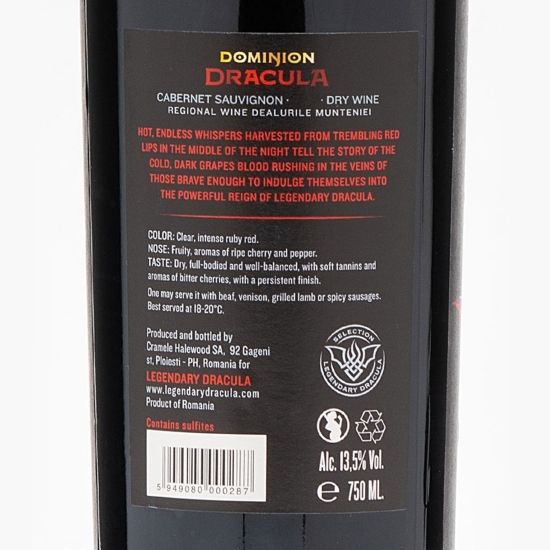 DOMINION
DRACULA
CABERNET SAUVIGNON · · DRY WINE
REGIONAL WINE DEALURILE MUNTENIEI
HOT, ENDLESS WHISPERS HARVESTED FROM TREMBLING RED
LIPS IN THE MIDDLE OF THE NIGHT TELL THE STORY OF THE
COLD, DARK GRAPES BLOOD RUSHING IN THE VEINS OF
THOSE BRAVE ENOUGH TO INDULGE THEMSELVES INTO
THE POWERFUL REIGN OF LEGENDARY DRACULA.
COLOR: Clear, intense ruby red.
NOSE: Fruity, aromas of ripe cherry and pepper.
TASTE: Dry, full-bodied and well-balanced, with soft tannins and
aromas of bitter cherries, with a persistent finish.
One may serve it with beaf, venison, grilled lamb or spicy sausages.
Best served at 18-20°C.
Produced and bottled by
Cramele Halewood SA, 92 Gageni
st, Ploiesti - PH, Romania for
LEGENDARY DRACULA
www.legendarydracula.com
Product of Romania
Contains sulfites
5 949080 000287
SELECTION
LEGENDARY DRACULA
Alc. 13,5% Vol.
℮ 750 ML.